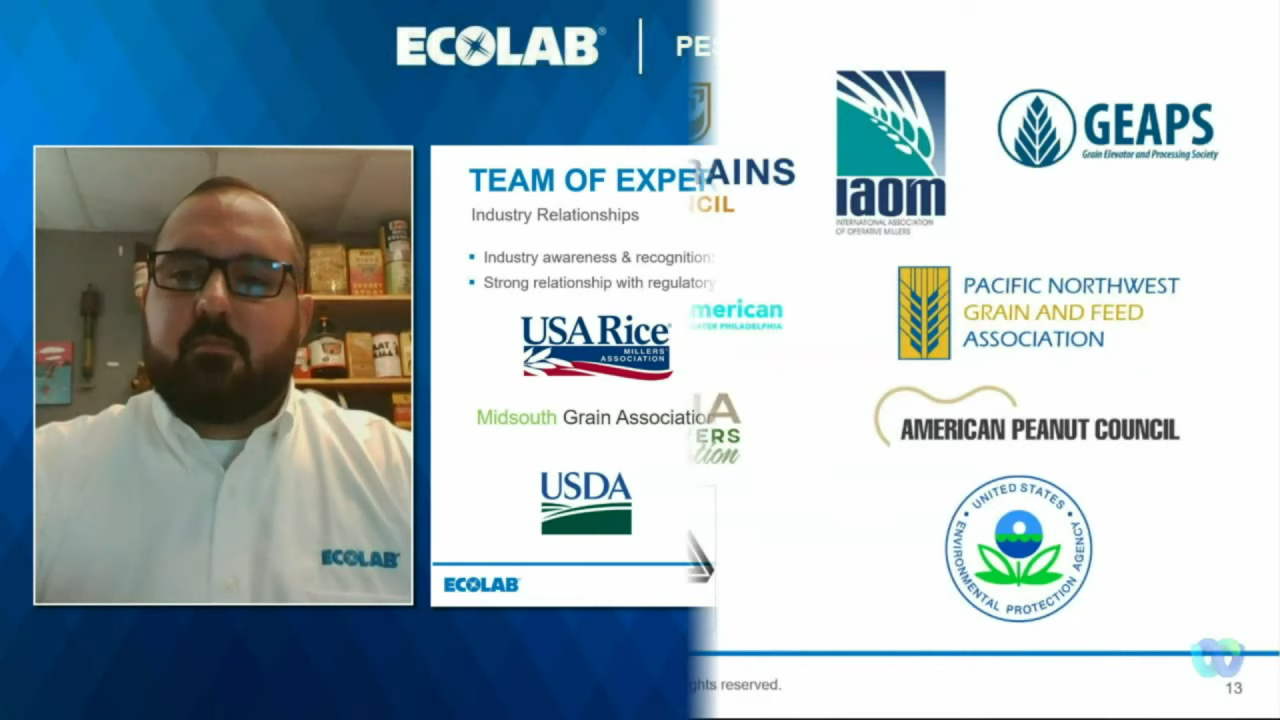 ECOLAB
TEAM OF EXPER
Industry Relationships
Industry awareness & recognition
Strong relationship with regulatory
USA Rice
MILLERS'
ASSOCIATION
Midsouth Grain Association
USDA
ECOLAB
ECOLAB
AINS
CIL
merican
PHILADELPHIA
ERS
IAOM
INTERNATIONAL ASSOCIATION
OF OPERATIVE MILLERS
GEAPS
Grain Elevator and Processing Society
PACIFIC NORTHWEST
GRAIN AND FEED
ASSOCIATION
AMERICAN PEANUT COUNCIL
UNITED STATES
ENVIRONMENTAL PROTECTION AGENCY
ghts reserved.
13